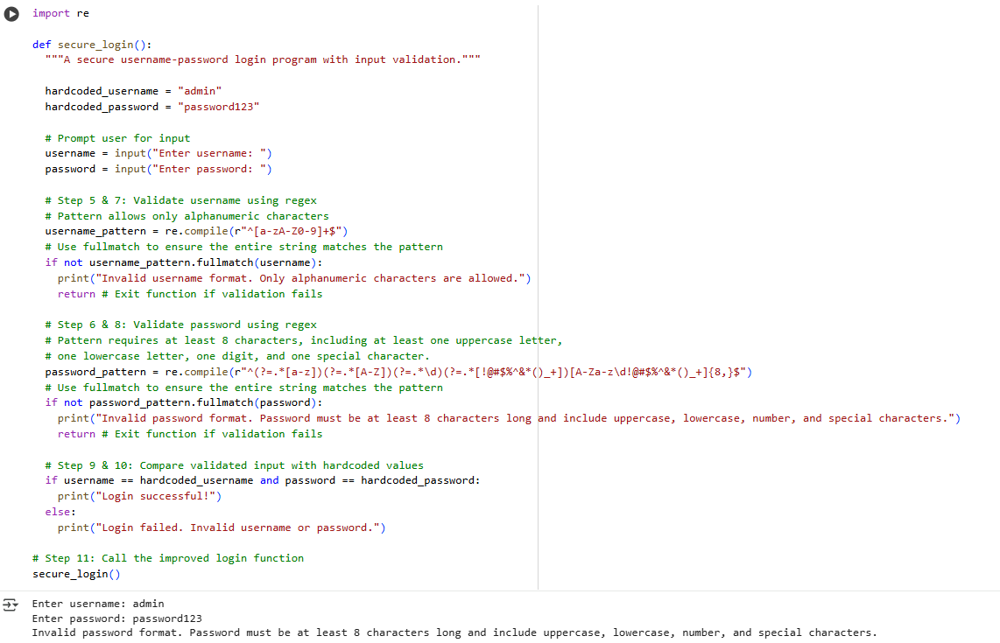 import re

def secure_login():
  """A secure username-password login program with input validation."""

  hardcoded_username = "admin"
  hardcoded_password = "password123"

  # Prompt user for input
  username = input("Enter username: ")
  password = input("Enter password: ")

  # Step 5 & 7: Validate username using regex
  # Pattern allows only alphanumeric characters
  username_pattern = re.compile(r"^[a-zA-Z0-9]+$")
  # Use fullmatch to ensure the entire string matches the pattern
  if not username_pattern.fullmatch(username):
    print("Invalid username format. Only alphanumeric characters are allowed.")
    return # Exit function if validation fails

  # Step 6 & 8: Validate password using regex
  # Pattern requires at least 8 characters, including at least one uppercase letter,
  # one lowercase letter, one digit, and one special character.
  password_pattern = re.compile(r"^(?=.*[a-z])(?=.*[A-Z])(?=.*\d)(?=.*[!@#$%^&*()_+])[A-Za-z\d!@#$%^&*()_+]{8,}$")
  # Use fullmatch to ensure the entire string matches the pattern
  if not password_pattern.fullmatch(password):
    print("Invalid password format. Password must be at least 8 characters long and include uppercase, lowercase, number, and special characters.")
    return # Exit function if validation fails

  # Step 9 & 10: Compare validated input with hardcoded values
  if username == hardcoded_username and password == hardcoded_password:
    print("Login successful!")
  else:
    print("Login failed. Invalid username or password.")

# Step 11: Call the improved login function
secure_login()

Enter username: admin
Enter password: password123
Invalid password format. Password must be at least 8 characters long and include uppercase, lowercase, number, and special characters.